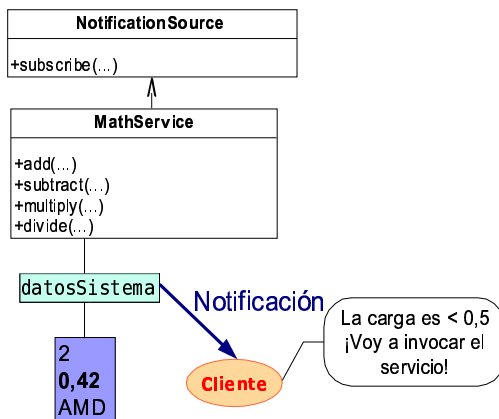 NotificationSource
+subscribe(...)
MathService
+add(...)
+subtract(...)
+multiply(...)
+divide(...)
datosSistema
Notificación
La carga es < 0,5
¡Voy a invocar el
servicio!
2
0,42
AMD
Cliente